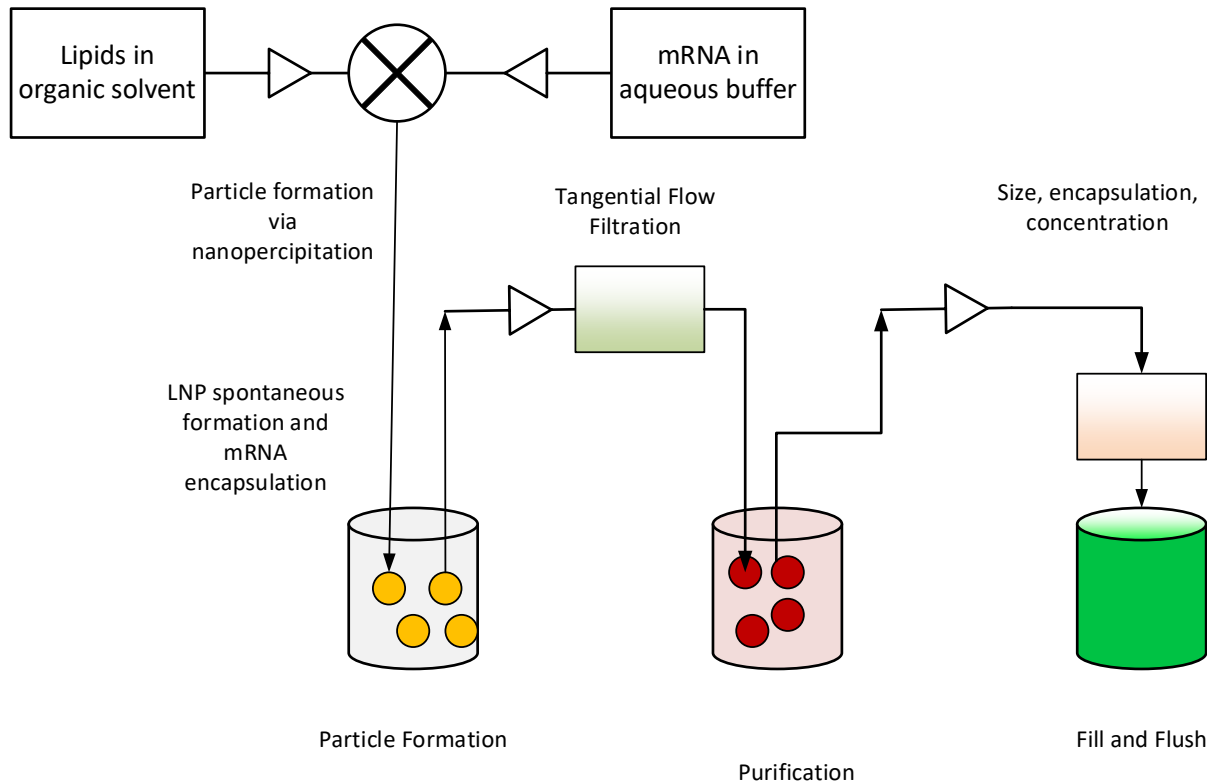 Lipids in
organic solvent
mRNA in
aqueous buffer
Particle formation
via
nanopercipitation
Tangential Flow
Filtration
Size, encapsulation,
concentration
LNP spontaneous
formation and
mRNA
encapsulation
Particle Formation
Purification
Fill and Flush